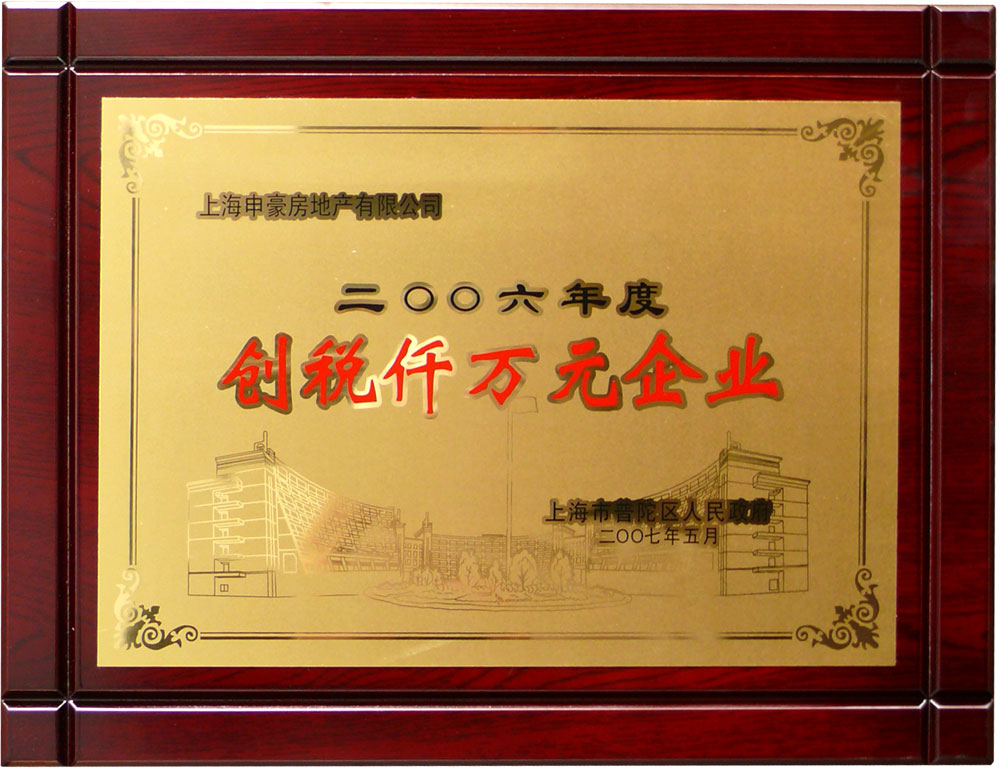 上海申豪房地产有限公司
二〇〇六年度
创税仟万元企业
上海市普陀区人民政府
二〇〇七年五月